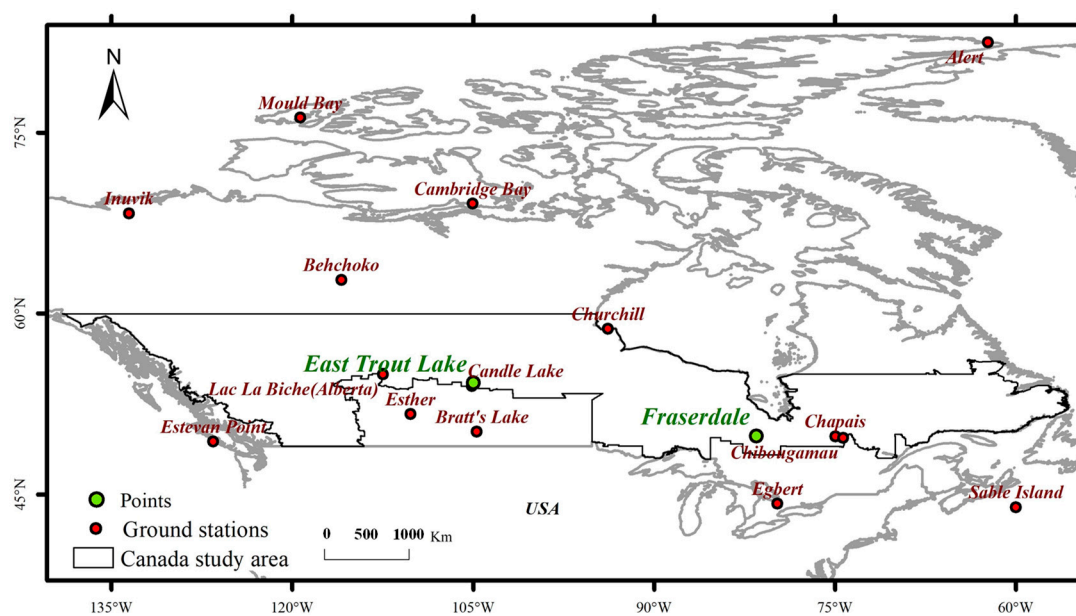 N
Alert
Mould Bay
75°N
Inuvik
Cambridge Bay
Behchoko
60°N
Churchill
East Trout Lake
Candle Lake
Lac La Biche(Alberta)
Esther
Bratt's Lake
Estevan Point
Fraserdale
Chapais
Chibougamau
Egbert
Sable Island
45°N
USA
Points
Ground stations
Canada study area
0 500 1000 Km
135°W 120°W 105°W 90°W 75°W 60°W